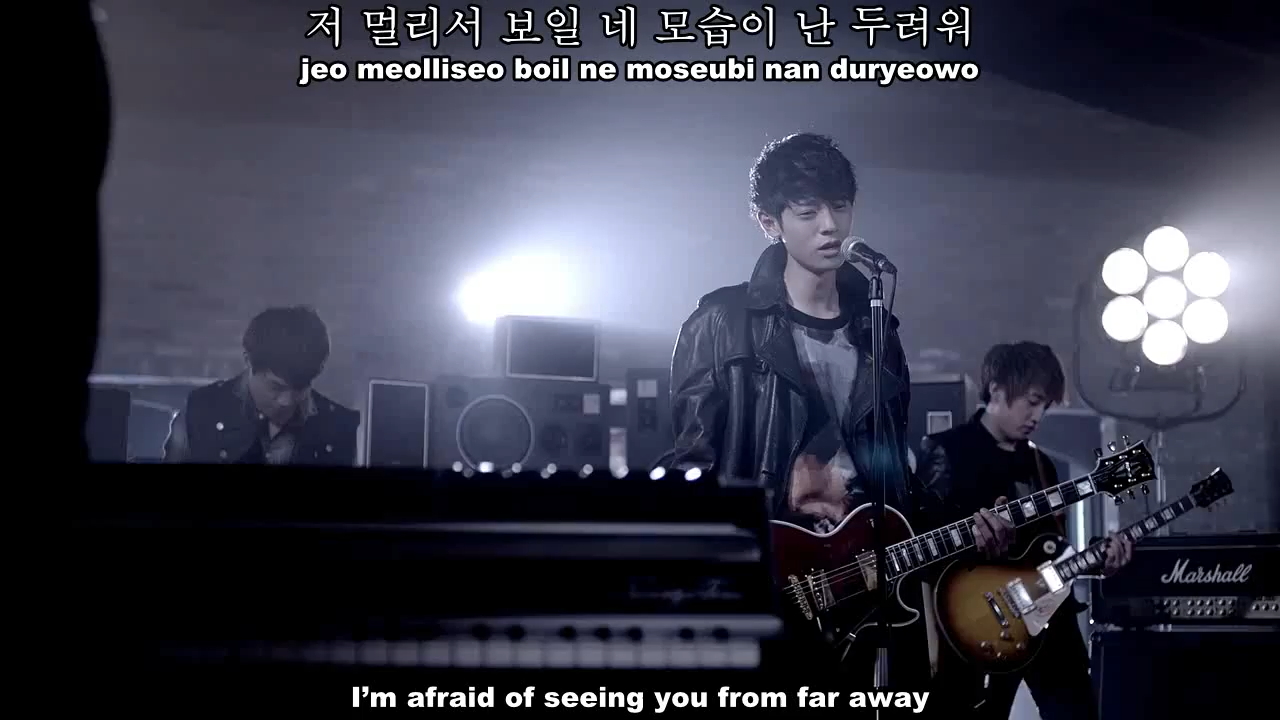 저 멀리서 보일 네 모습이 난 두려워
jeo meolliseo boil ne moseubi nan duryeowo
Marshall
I'm afraid of seeing you from far away